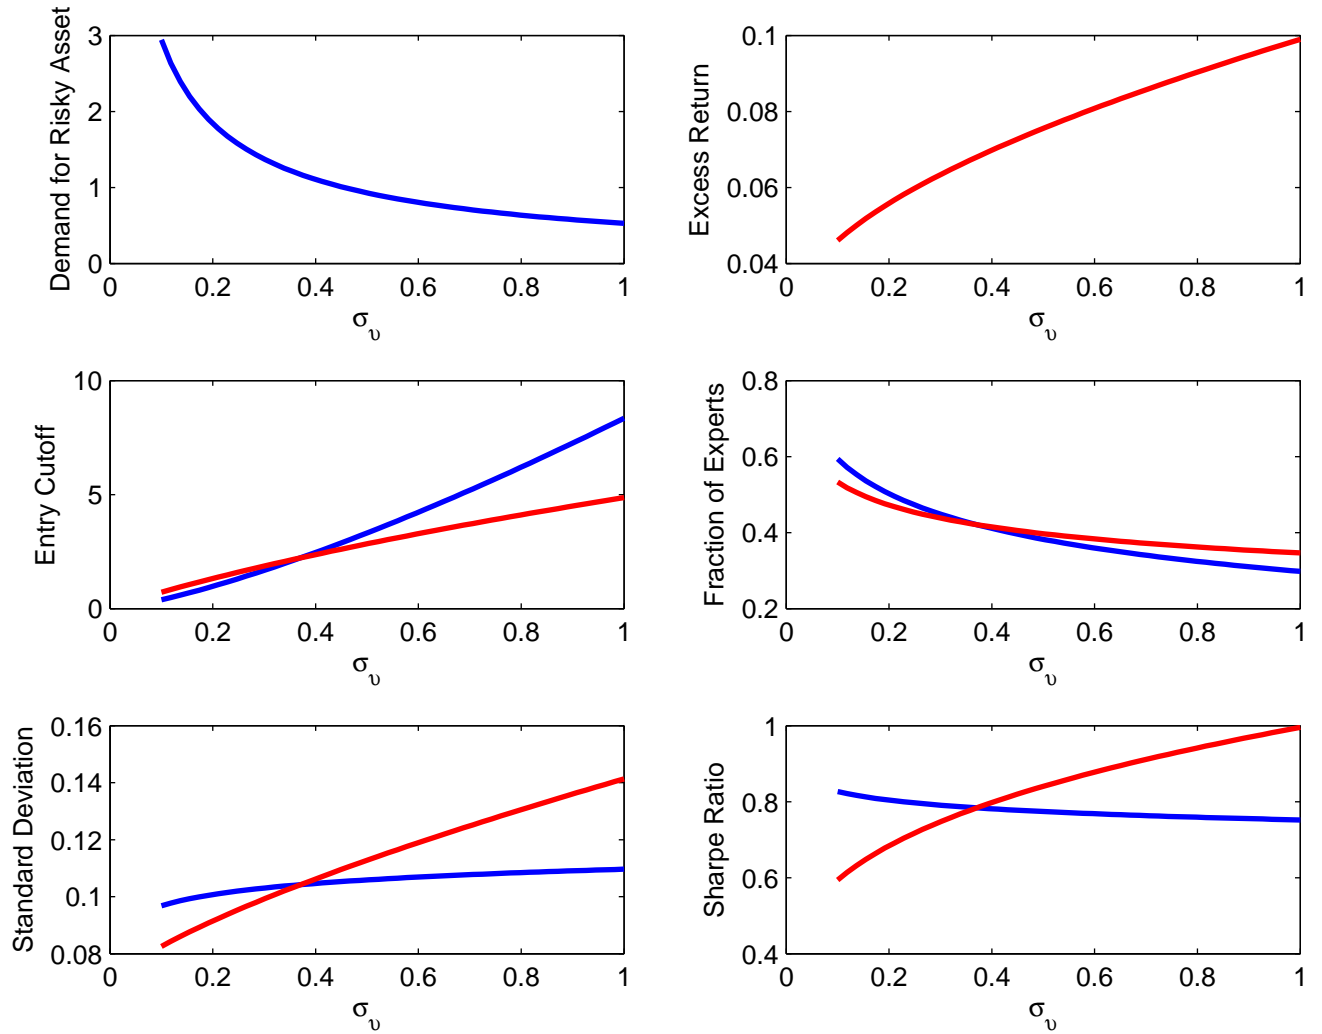 Demand for Risky Asset
3
2
1
0
0 0.2 0.4 0.6 0.8 1
σ_υ
Excess Return
0.1
0.08
0.06
0.04
0 0.2 0.4 0.6 0.8 1
σ_υ
Entry Cutoff
10
5
0
0 0.2 0.4 0.6 0.8 1
σ_υ
Fraction of Experts
0.8
0.6
0.4
0.2
0 0.2 0.4 0.6 0.8 1
σ_υ
Standard Deviation
0.16
0.14
0.12
0.1
0.08
0 0.2 0.4 0.6 0.8 1
σ_υ
Sharpe Ratio
1
0.8
0.6
0.4
0 0.2 0.4 0.6 0.8 1
σ_υ